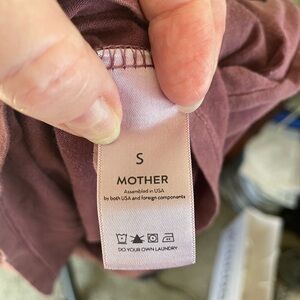 S
MOTHER
Assembled in USA
by both USA and foreign components
DO YOUR OWN LAUNDRY